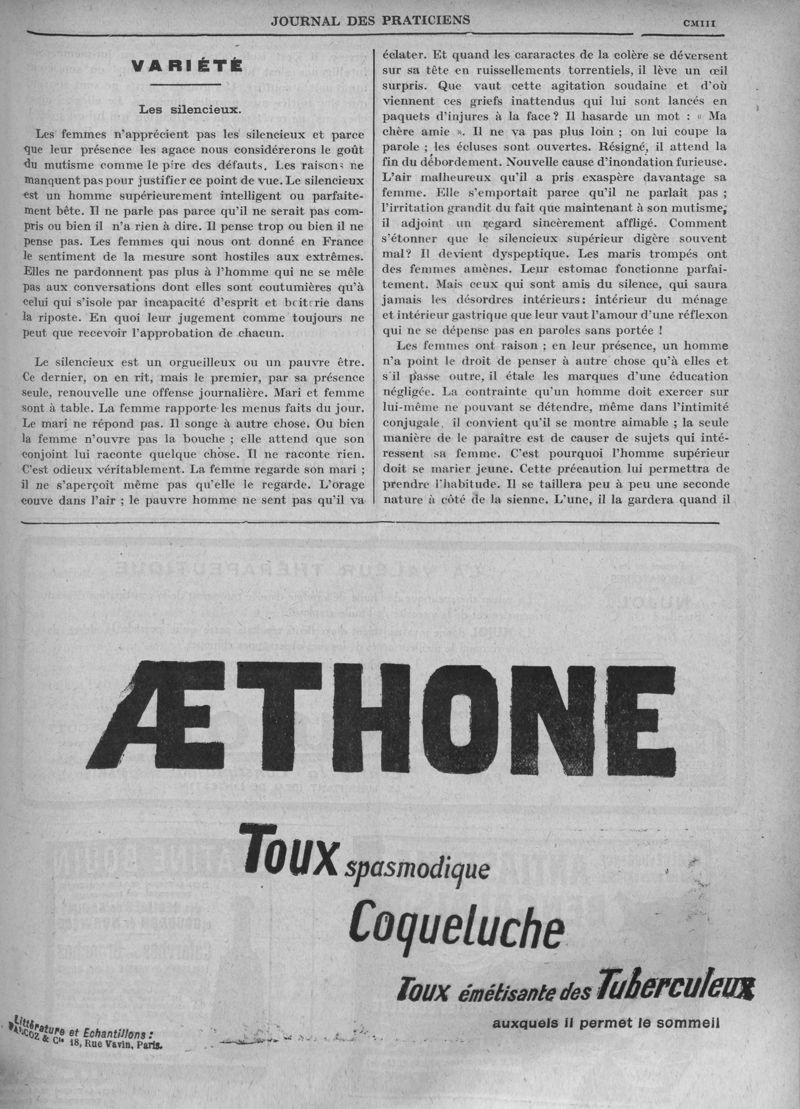 JOURNAL DES PRATICIENS
CMIII
VARIÉTÉ
Les silencieux.
Les femmes n'apprécient pas les silencieux et parce
que leur présence les agace nous considérerons le goût
du mutisme comme le pire des défauts. Les raisons ne
manquent pas pour justifier ce point de vue. Le silencieux
est un homme supérieurement intelligent ou parfaite-
ment bête. Il ne parle pas parce qu'il ne serait pas com-
pris ou bien il n'a rien à dire. Il pense trop ou bien il ne
pense pas. Les femmes qui nous ont donné en France
le sentiment de la mesure sont hostiles aux extrêmes.
Elles ne pardonnent pas plus à l'homme qui ne se mêle
pas aux conversations dont elles sont coutumières qu'à
celui qui s'isole par incapacité d'esprit et dans
la riposte. En quoi leur jugement comme toujours ne
peut que recevoir l'approbation de chacun.
Le silencieux est un orgueilleux ou un pauvre être.
Ce dernier, on en rit, mais le premier, par sa présence
seule, renouvelle une offense journalière. Mari et femme
sont à table. La femme rapporte les menus faits du jour.
Le mari ne répond pas. Il songe à autre chose. Ou bien
la femme n'ouvre pas la bouche ; elle attend que son
conjoint lui raconte quelque chose. Il ne raconte rien.
C'est odieux véritablement. La femme regarde son mari ;
il ne s'aperçoit même pas qu'elle le regarde. L'orage
couve dans l'air ; le pauvre homme ne sent pas qu'il va
éclater. Et quand les cararactes de la colère se déversent
sur sa tête en ruissellements torrentiels, il lève un œil
surpris. Que vaut cette agitation soudaine et d'où
viennent ces griefs inattendus qui lui sont lancés en
paquets d'injures à la face ? Il hasarde un mot : « Ma
chère amie ». Il ne va pas plus loin ; on lui coupe la
parole ; les écluses sont ouvertes. Résigné, il attend la
fin du débordement. Nouvelle cause d'inondation furieuse.
L'air malheureux qu'il a pris exaspère davantage sa
femme. Elle s'emportait parce qu'il ne parlait pas ;
l'irritation grandit du fait que maintenant à son mutisme,
il adjoint un regard sincèrement affligé. Comment
s'étonner que le silencieux supérieur digère souvent
mal ? Il devient dyspeptique. Les maris trompés ont
des femmes amènes. Leur estomac fonctionne parfai-
tement. Mais ceux qui sont amis du silence, qui saura
jamais les désordres intérieurs : intérieur du ménage
et intérieur gastrique que leur vaut l'amour d'une réflexon
qui ne se dépense pas en paroles sans portée !
Les femmes ont raison ; en leur présence, un homme
n'a point le droit de penser à autre chose qu'à elles et
s'il passe outre, il étale les marques d'une éducation
négligée. La contrainte qu'un homme doit exercer sur
lui-même ne pouvant se détendre, même dans l'intimité
conjugale, il convient qu'il se montre aimable ; la seule
manière de le paraître est de causer de sujets qui inté-
ressent sa femme. C'est pourquoi l'homme supérieur
doit se marier jeune. Cette précaution lui permettra de
prendre l'habitude. Il se taillera peu à peu une seconde
nature à côté de la sienne. L'une, il la gardera quand il
ÆTHONE
Toux spasmodique
Coqueluche
Toux émétisante des Tuberculeux
auxquels il permet le sommeil
Littérature et Echantillons :
& Cie 18, Rue Vavin, Paris.